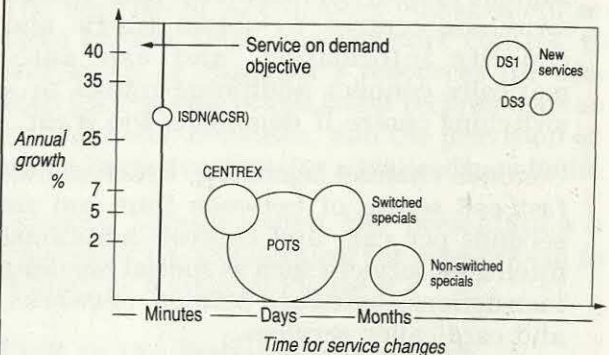 40
35
25
7
5
2
Annual
growth
%
Service on demand
objective
ISDN(ACSR)
CENTREX
POTS
Switched
specials
Non-switched
specials
DS1
New
services
DS3
Minutes
Days
Months
Time for service changes